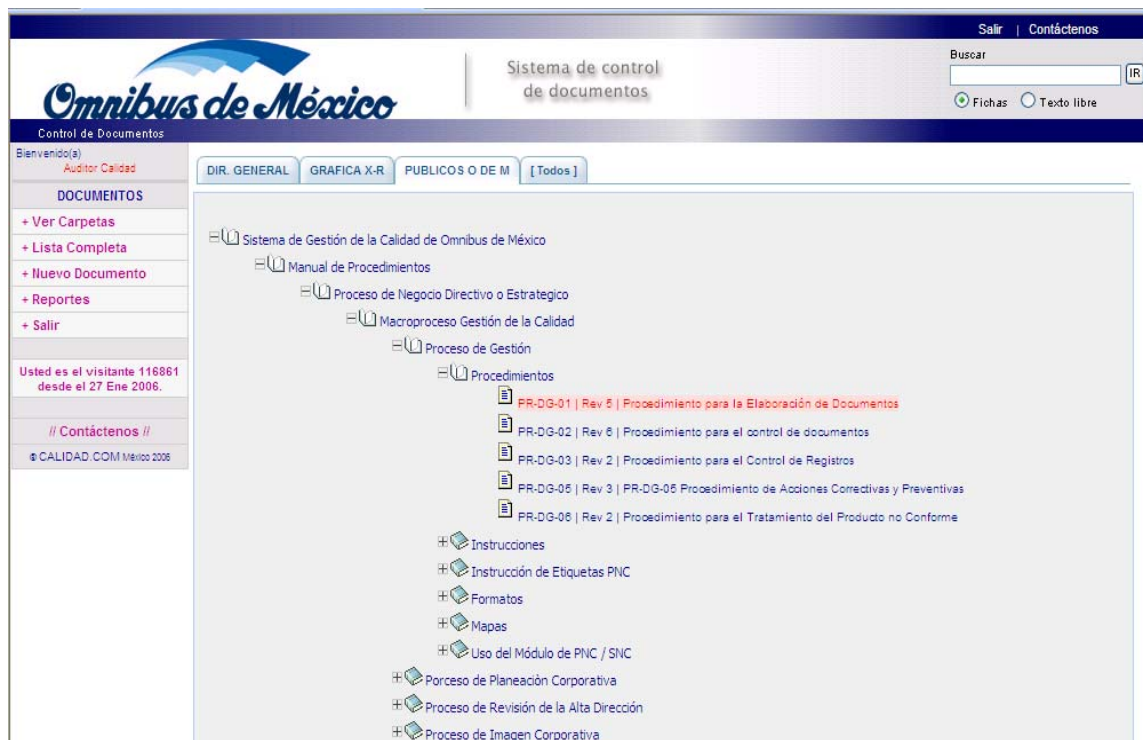 Salir | Contáctenos
Omnibus de México
Sistema de control
de documentos
Buscar
IR
Fichas Texto libre
Control de Documentos
Bienvenido(a)
Auditor Calidad
DOCUMENTOS
+ Ver Carpetas
+ Lista Completa
+ Nuevo Documento
+ Reportes
+ Salir
Usted es el visitante 116861
desde el 27 Ene 2006.
// Contáctenos //
© CALIDAD.COM México 2006
DIR. GENERAL GRAFICA X-R PUBLICOS O DE M [ Todos ]
Sistema de Gestión de la Calidad de Omnibus de México
Manual de Procedimientos
Proceso de Negocio Directivo o Estrategico
Macroproceso Gestión de la Calidad
Proceso de Gestión
Procedimientos
PR-DG-01 | Rev 5 | Procedimiento para la Elaboración de Documentos
PR-DG-02 | Rev 6 | Procedimiento para el control de documentos
PR-DG-03 | Rev 2 | Procedimiento para el Control de Registros
PR-DG-05 | Rev 3 | PR-DG-05 Procedimiento de Acciones Correctivas y Preventivas
PR-DG-06 | Rev 2 | Procedimiento para el Tratamiento del Producto no Conforme
Instrucciones
Instrucción de Etiquetas PNC
Formatos
Mapas
Uso del Módulo de PNC / SNC
Porceso de Planeaciòn Corporativa
Proceso de Revisión de la Alta Dirección
Proceso de Imagen Corporativa